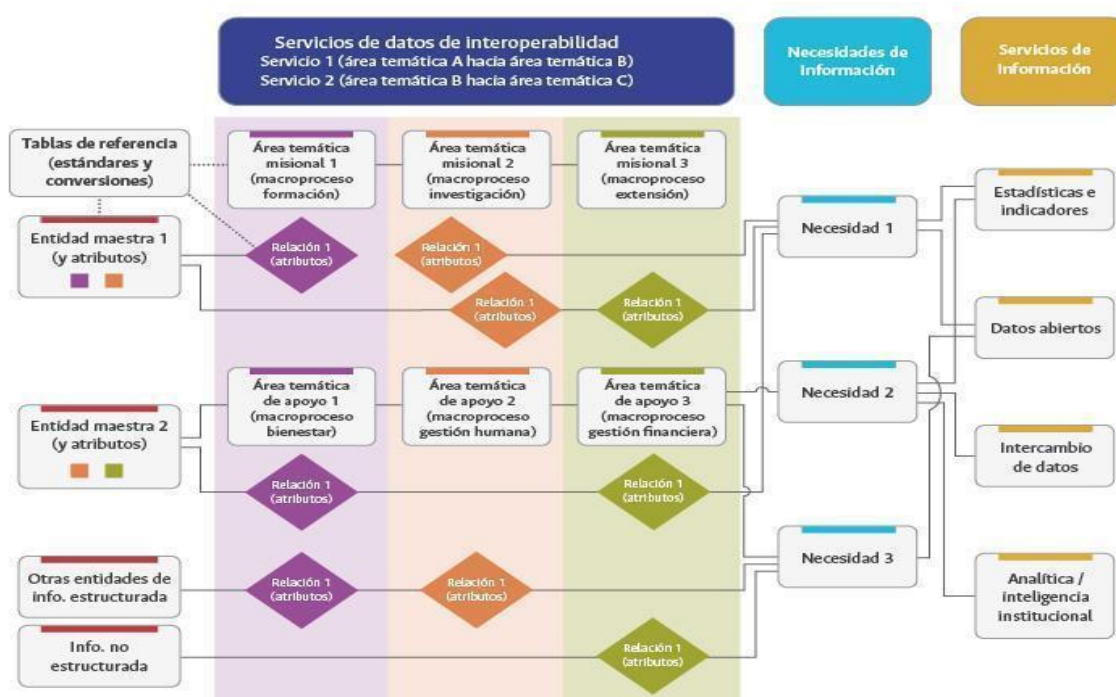 Servicios de datos de interoperabilidad
Servicio 1 (área temática A hacia área temática B)
Servicio 2 (área temática B hacia área temática C)
Necesidades de
Información
Servicios de
Información
Tablas de referencia
(estándares y
conversiones)
Área temática
misional 1
(macroproceso
formación)
Área temática
misional 2
(macroproceso
investigación)
Área temática
misional 3
(macroproceso
extensión)
Entidad maestra 1
(y atributos)
Relación 1
(atributos)
Relación 1
(atributos)
Relación 1
(atributos)
Relación 1
(atributos)
Necesidad 1
Estadísticas e
indicadores
Datos abiertos
Entidad maestra 2
(y atributos)
Área temática
de apoyo 1
(macroproceso
bienestar)
Área temática
de apoyo 2
(macroproceso
gestión humana)
Área temática
de apoyo 3
(macroproceso
gestión financiera)
Necesidad 2
Relación 1
(atributos)
Relación 1
(atributos)
Intercambio
de datos
Otras entidades de
info. estructurada
Relación 1
(atributos)
Relación 1
(atributos)
Necesidad 3
Analítica /
inteligencia
institucional
Info. no
estructurada
Relación 1
(atributos)